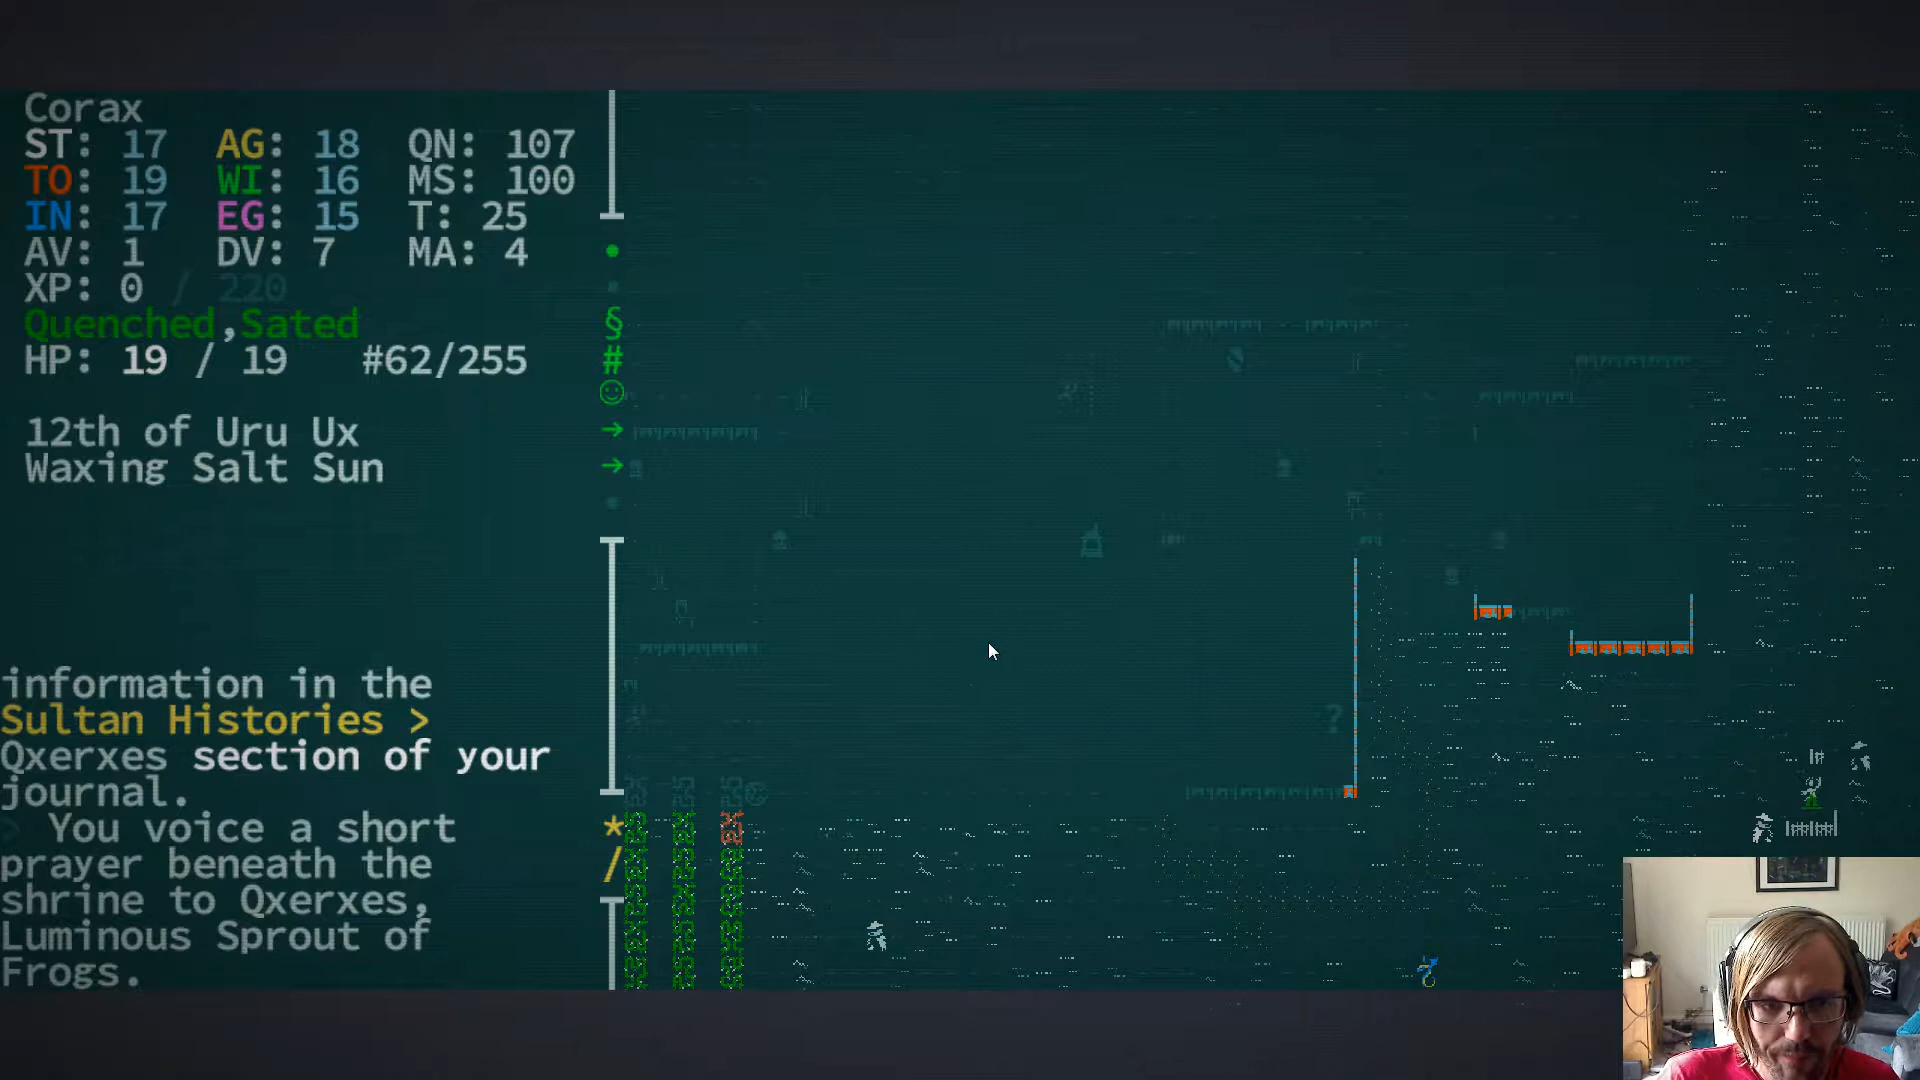 Corax
ST: 17 AG: 18 QN: 107
TO: 19 WI: 16 MS: 100
IN: 17 EG: 15 T: 25
AV: 1 DV: 7 MA: 4
XP: 0 / 220
Quenched,Sated
HP: 19 / 19 #62/255
12th of Uru Ux
Waxing Salt Sun
information in the
Sultan Histories >
Qxerxes section of your
journal.
You voice a short
prayer beneath the
shrine to Qxerxes,
Luminous Sprout of
Frogs.